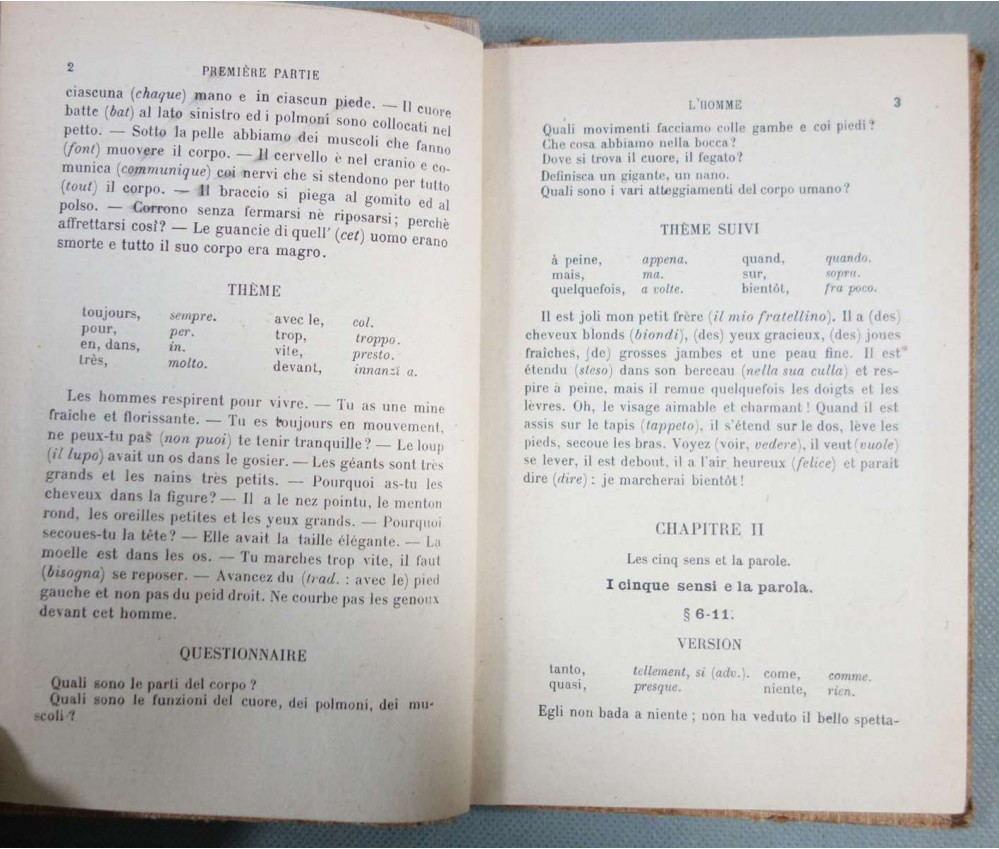 2
PREMIÈRE PARTIE
ciascuna (chaque) mano e in ciascun piede. — Il cuore
batte (bat) al lato sinistro ed i polmoni sono collocati nel
petto. — Sotto la pelle abbiamo dei muscoli che fanno
(font) muovere il corpo. — Il cervello è nel cranio e co-
munica (communique) coi nervi che si stendono per tutto
(tout) il corpo. — Il braccio si piega al gomito ed al
polso. — Corrono senza fermarsi nè riposarsi; perchè
affrettarsi così? — Le guancie di quell' (cet) uomo erano
smorte e tutto il suo corpo era magro.
THÈME
toujours, sempre. avec le, col.
pour, per. trop, troppo.
en, dans, in. vite, presto.
très, molto. devant, innanzi a.
Les hommes respirent pour vivre. — Tu as une mine
fraîche et florissante. — Tu es toujours en mouvement,
ne peux-tu pas (non puoi) te tenir tranquille? — Le loup
(il lupo) avait un os dans le gosier. — Les géants sont très
grands et les nains très petits. — Pourquoi as-tu les
cheveux dans la figure? — Il a le nez pointu, le menton
rond, les oreilles petites et les yeux grands. — Pourquoi
secoues-tu la tête? — Elle avait la taille élégante. — La
moelle est dans les os. — Tu marches trop vite, il faut
(bisogna) se reposer. — Avancez du (trad. : avec le) pied
gauche et non pas du peid droit. Ne courbe pas les genoux
devant cet homme.
QUESTIONNAIRE
Quali sono le parti del corpo?
Quali sono le funzioni del cuore, dei polmoni, dei mu-
scoli?
L'HOMME
3
Quali movimenti facciamo colle gambe e coi piedi?
Che cosa abbiamo nella bocca?
Dove si trova il cuore, il fegato?
Definisca un gigante, un nano.
Quali sono i vari atteggiamenti del corpo umano?
THÈME SUIVI
à peine, appena. quand, quando.
mais, ma. sur, sopra.
quelquefois, a volte. bientôt, fra poco.
Il est joli mon petit frère (il mio fratellino). Il a (des)
cheveux blonds (biondi), (des) yeux gracieux, (des) joues
fraiches, (de) grosses jambes et une peau fine. Il est
étendu (steso) dans son berceau (nella sua culla) et res-
pire à peine, mais il remue quelquefois les doigts et les
lèvres. Oh, le visage aimable et charmant! Quand il est
assis sur le tapis (tappeto), il s'étend sur le dos, lève les
pieds, secoue les bras. Voyez (voir, vedere), il veut (vuole)
se lever, il est debout, il a l'air heureux (felice) et parait
dire (dire) : je marcherai bientôt!
CHAPITRE II
Les cinq sens et la parole.
I cinque sensi e la parola.
§ 6-11.
VERSION
tanto, tellement, si (adv.). come, comme.
quasi, presque. niente, rien.
Egli non bada a niente; non ha veduto il bello spetta-